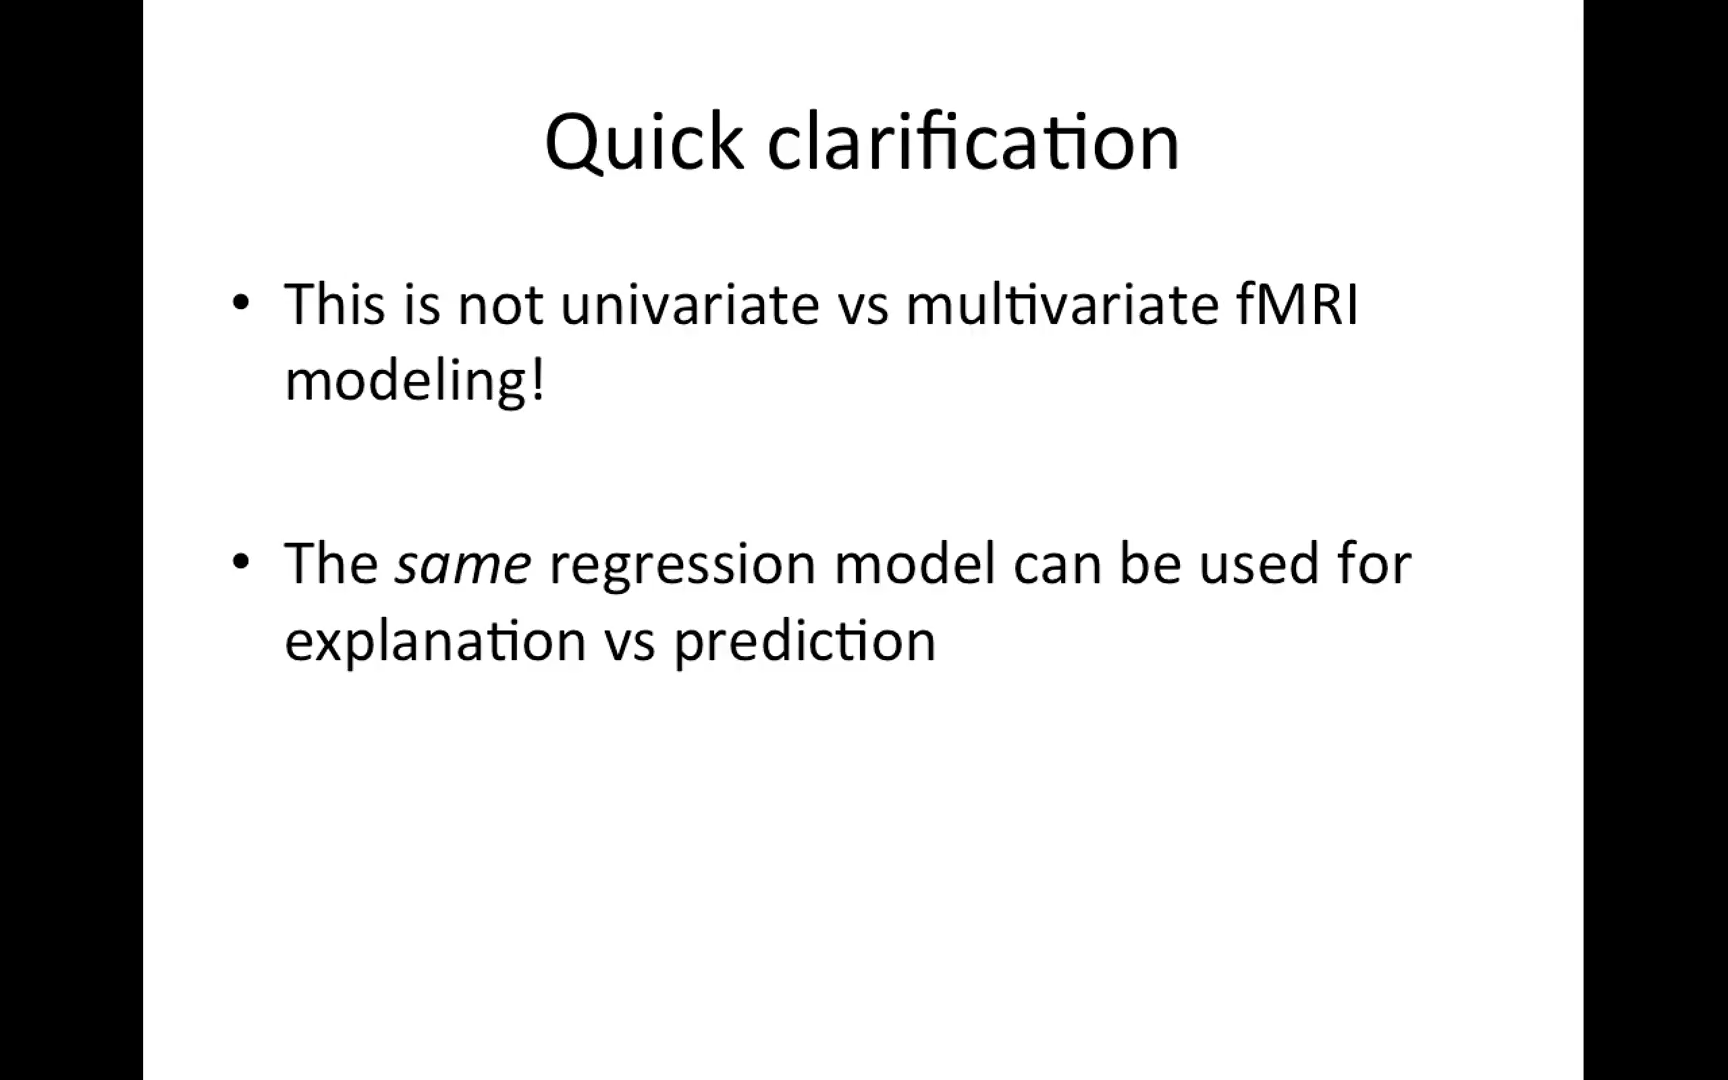 Quick clarification
• This is not univariate vs multivariate fMRI
modeling!
• The same regression model can be used for
explanation vs prediction